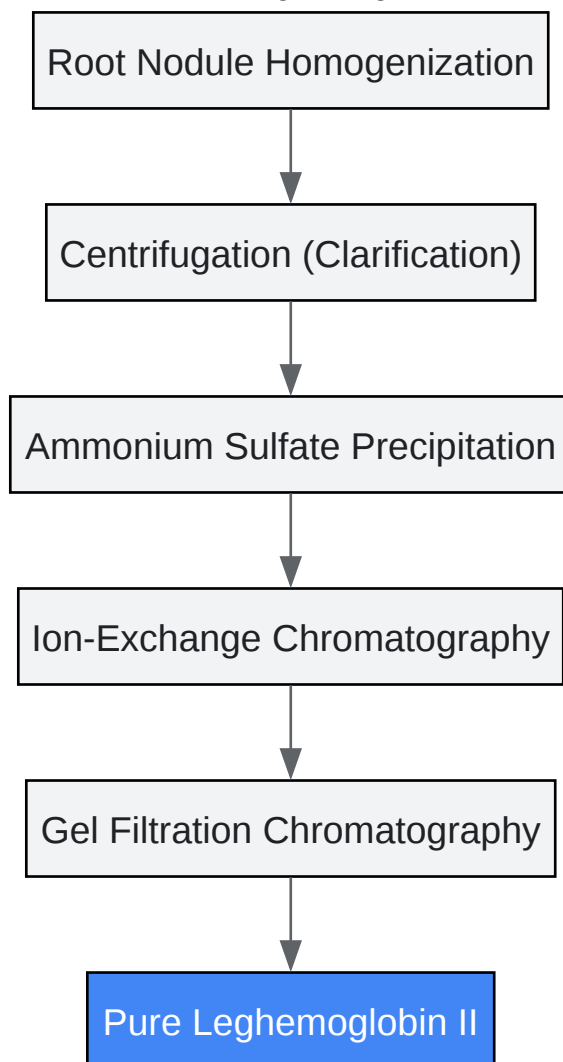 Root Nodule Homogenization
Centrifugation (Clarification)
Ammonium Sulfate Precipitation
Ion-Exchange Chromatography
Gel Filtration Chromatography
Pure Leghemoglobin II